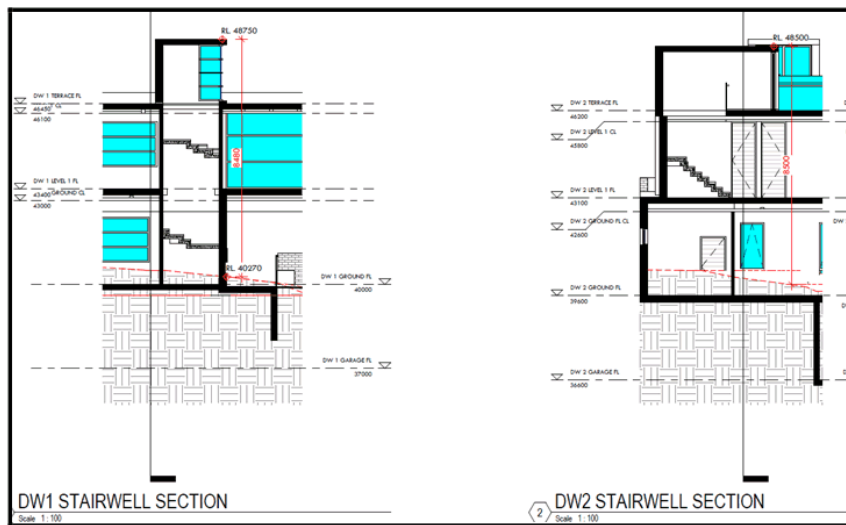 RL. 48750
DW 1 TERRACE FL
46450
CL
46100
8480
DW 1 LEVEL 1 FL
43400
GROUND CL
43000
RL. 40270
DW 1 GROUND FL
40000
DW 1 GARAGE FL
37000
DW1 STAIRWELL SECTION
Scale 1 : 100
RL. 48500
DW 2 TERRACE FL
46200
DW 2 LEVEL 1 CL
45800
8500
DW 2 LEVEL 1 FL
43100
DW 2 GROUND FL CL
42600
DW 2 GROUND FL
39600
DW 2 GARAGE FL
36600
2
DW2 STAIRWELL SECTION
Scale 1 : 100